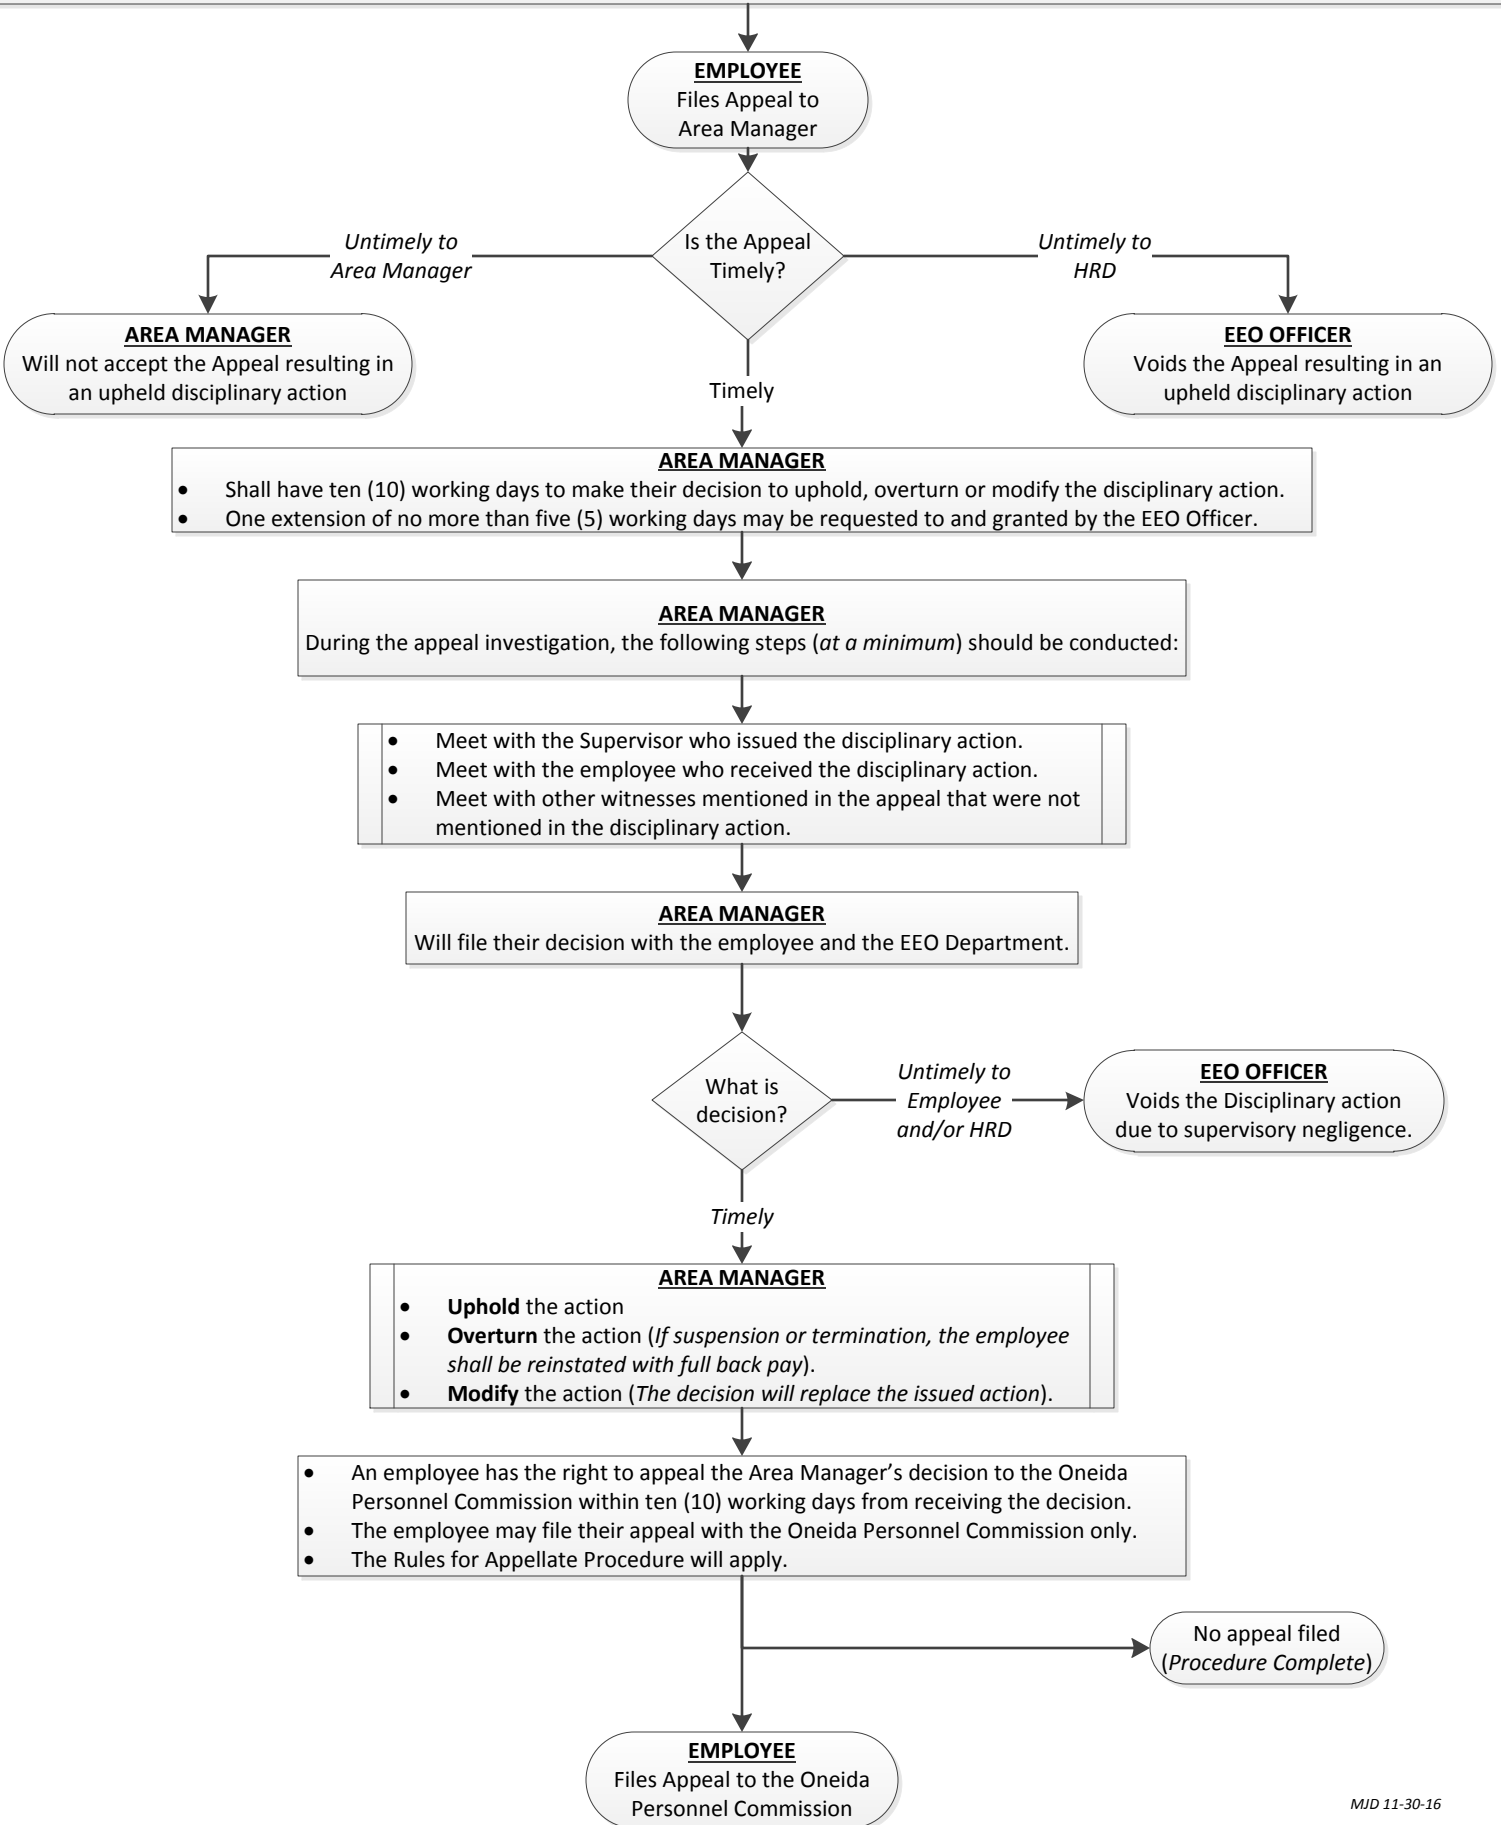 EMPLOYEE
Files Appeal to
Area Manager
Is the Appeal
Timely?
Untimely to
Area Manager
Untimely to
HRD
AREA MANAGER
Will not accept the Appeal resulting in
an upheld disciplinary action
EEO OFFICER
Voids the Appeal resulting in an
upheld disciplinary action
Timely
AREA MANAGER
• Shall have ten (10) working days to make their decision to uphold, overturn or modify the disciplinary action.
• One extension of no more than five (5) working days may be requested to and granted by the EEO Officer.
AREA MANAGER
During the appeal investigation, the following steps (at a minimum) should be conducted:
• Meet with the Supervisor who issued the disciplinary action.
• Meet with the employee who received the disciplinary action.
• Meet with other witnesses mentioned in the appeal that were not
mentioned in the disciplinary action.
AREA MANAGER
Will file their decision with the employee and the EEO Department.
What is
decision?
Untimely to
Employee
and/or HRD
EEO OFFICER
Voids the Disciplinary action
due to supervisory negligence.
Timely
AREA MANAGER
• Uphold the action
• Overturn the action (If suspension or termination, the employee
shall be reinstated with full back pay).
• Modify the action (The decision will replace the issued action).
• An employee has the right to appeal the Area Manager’s decision to the Oneida
Personnel Commission within ten (10) working days from receiving the decision.
• The employee may file their appeal with the Oneida Personnel Commission only.
• The Rules for Appellate Procedure will apply.
No appeal filed
(Procedure Complete)
EMPLOYEE
Files Appeal to the Oneida
Personnel Commission
MJD 11-30-16